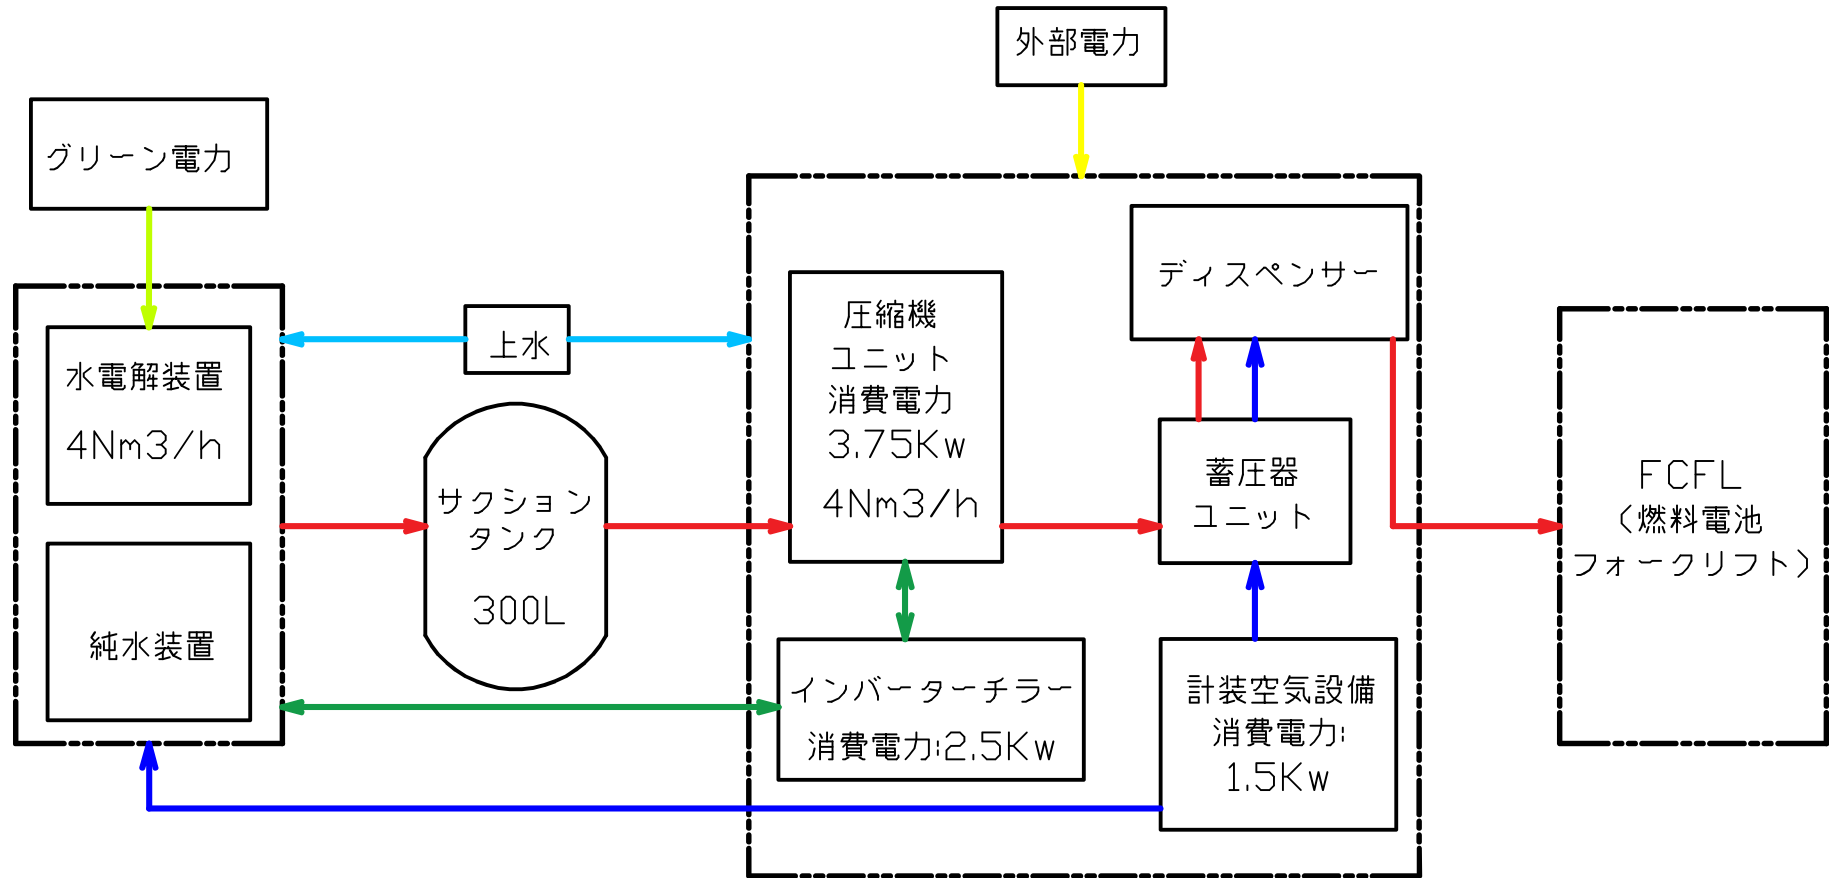 外部電力
グリーン電力
水電解装置
4Nm3/h
純水装置
上水
サクション
タンク
300L
圧縮機
ユニット
消費電力
3.75Kw
4Nm3/h
インバーターチラー
消費電力:2.5Kw
ディスペンサー
蓄圧器
ユニット
計装空気設備
消費電力:
1.5Kw
FCFL
(燃料電池
フォークリフト)